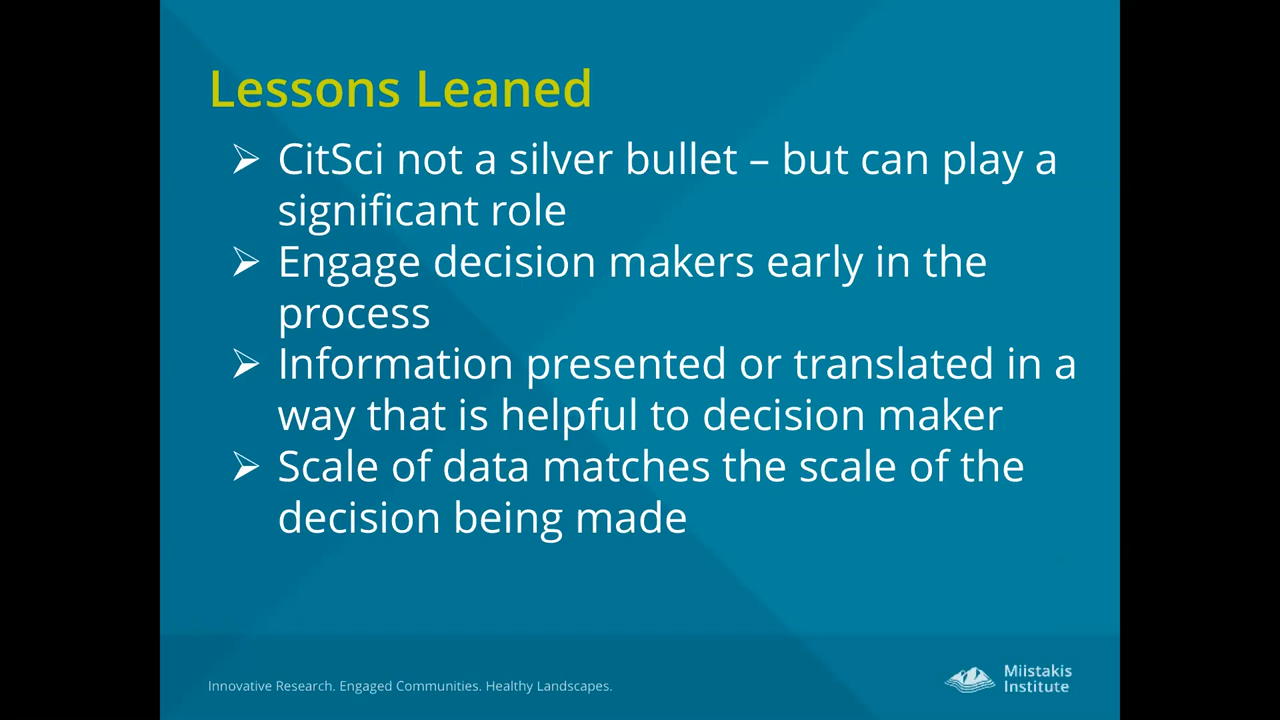 Lessons Leaned
➢ CitSci not a silver bullet – but can play a
significant role
➢ Engage decision makers early in the
process
➢ Information presented or translated in a
way that is helpful to decision maker
➢ Scale of data matches the scale of the
decision being made
Innovative Research. Engaged Communities. Healthy Landscapes.
Miistakis
Institute